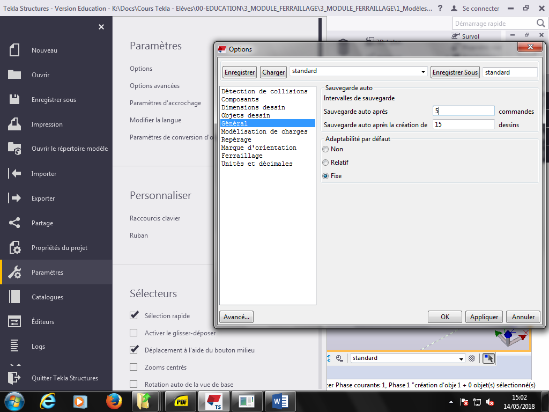 Tekla Structures - Version Education - K:\Docs\Cours Tekla - Elèves\00-EDUCATION\3_MODULE_FERRAILLAGE\3_MODULE_FERRAILLAGE\1_Modèles...
Se connecter
Démarrage rapide
Survol
Nouveau
Ouvrir
Enregistrer sous
Impression
Ouvrir le répertoire modèle
Importer
Exporter
Partage
Propriétés du projet
Paramètres
Catalogues
Éditeurs
Logs
Quitter Tekla Structures
Paramètres
Options
Options avancées
Paramètres d'accrochage
Modifier la langue
Paramètres de conversion d'o
Personnaliser
Raccourcis clavier
Ruban
Sélecteurs
Sélection rapide
Activer le glisser-déposer
Déplacement à l'aide du bouton milieu
Zooms centrés
Rotation auto de la vue de base
Options
Enregistrer
Charger
standard
Enregistrer Sous
standard
Détection de collisions
Composants
Dimensions dessin
Objets dessin
Général
Modélisation de charges
Repérage
Marque d'orientation
Ferraillage
Unités et décimales
Sauvegarde auto
Intervalles de sauvegarde
Sauvegarde auto après 5 commandes
Sauvegarde auto après la création de 15 dessins
Adaptabilité par défaut
Non
Relatif
Fixe
Avancé...
OK
Appliquer
Annuler
standard
er Phase courante: 1, Phase 1 "création d'obje 1 + 0 objet(s) sélectionné(s)
15:02
14/05/2018